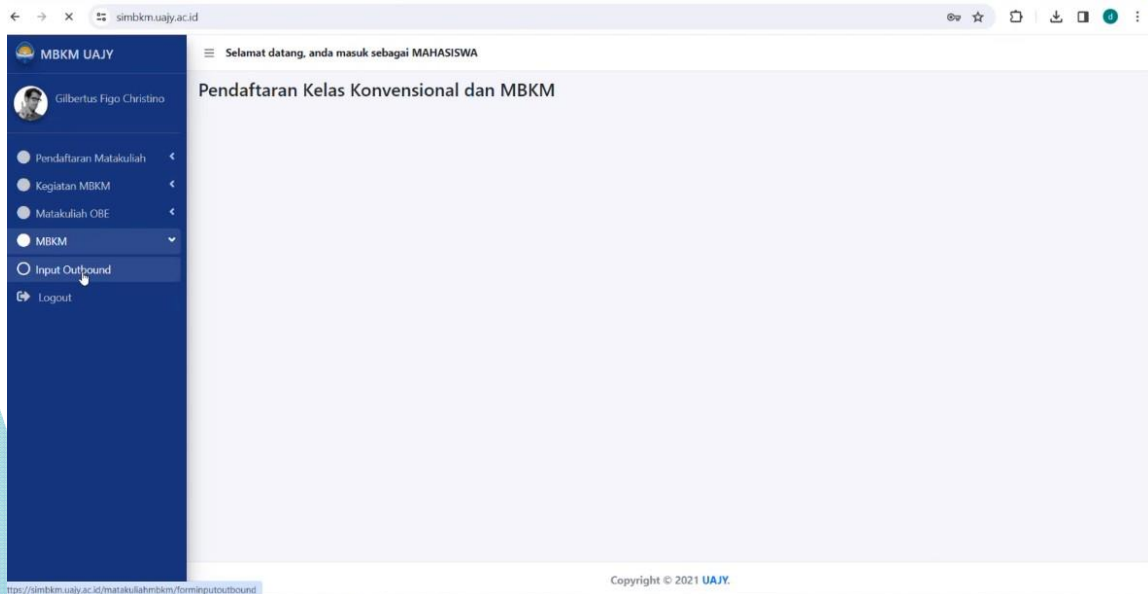 simbkm.uajy.ac.id
d
MBKM UAJY
Selamat datang, anda masuk sebagai MAHASISWA
Gilbertus Figo Christino
Pendaftaran Kelas Konvensional dan MBKM
Pendaftaran Matakuliah
Kegiatan MBKM
Matakuliah OBE
MBKM
Input Outbound
Logout
Copyright © 2021 UAJY.
ttps://simbkm.uajy.ac.id/matakuliahmbkm/forminputoutbound